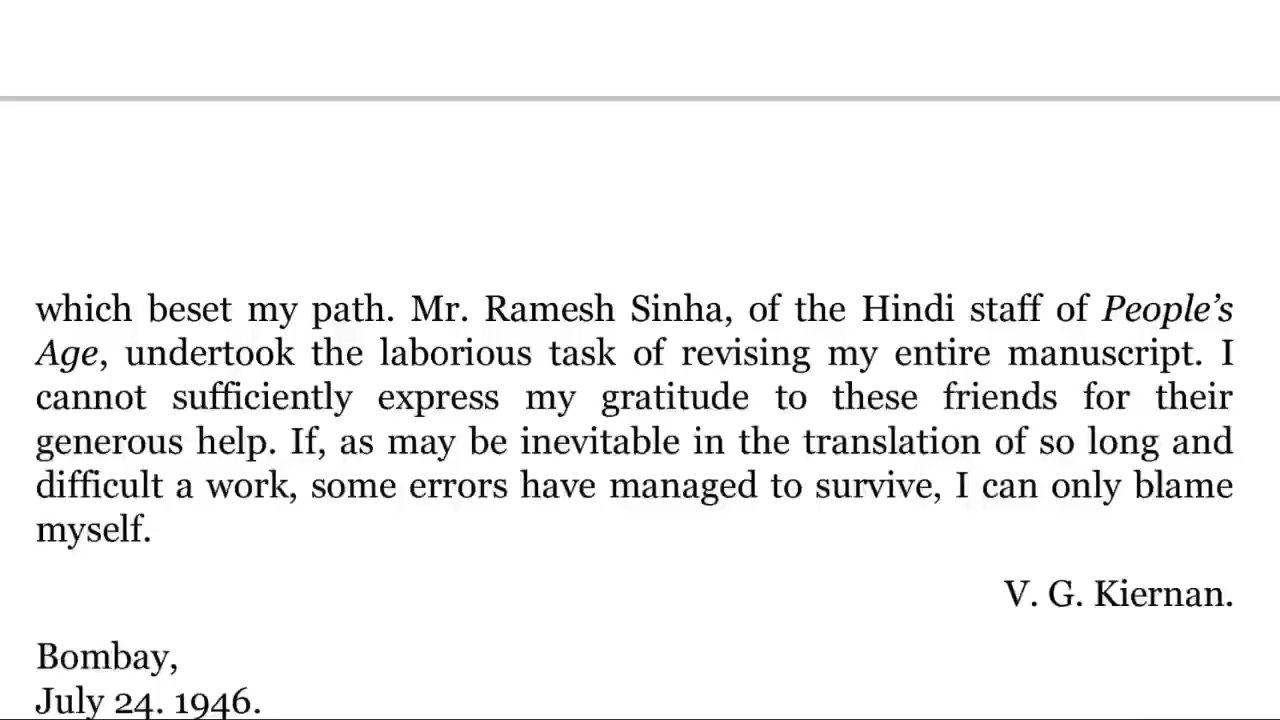 which beset my path. Mr. Ramesh Sinha, of the Hindi staff of People’s
Age, undertook the laborious task of revising my entire manuscript. I
cannot sufficiently express my gratitude to these friends for their
generous help. If, as may be inevitable in the translation of so long and
difficult a work, some errors have managed to survive, I can only blame
myself.
V. G. Kiernan.
Bombay,
July 24. 1946.